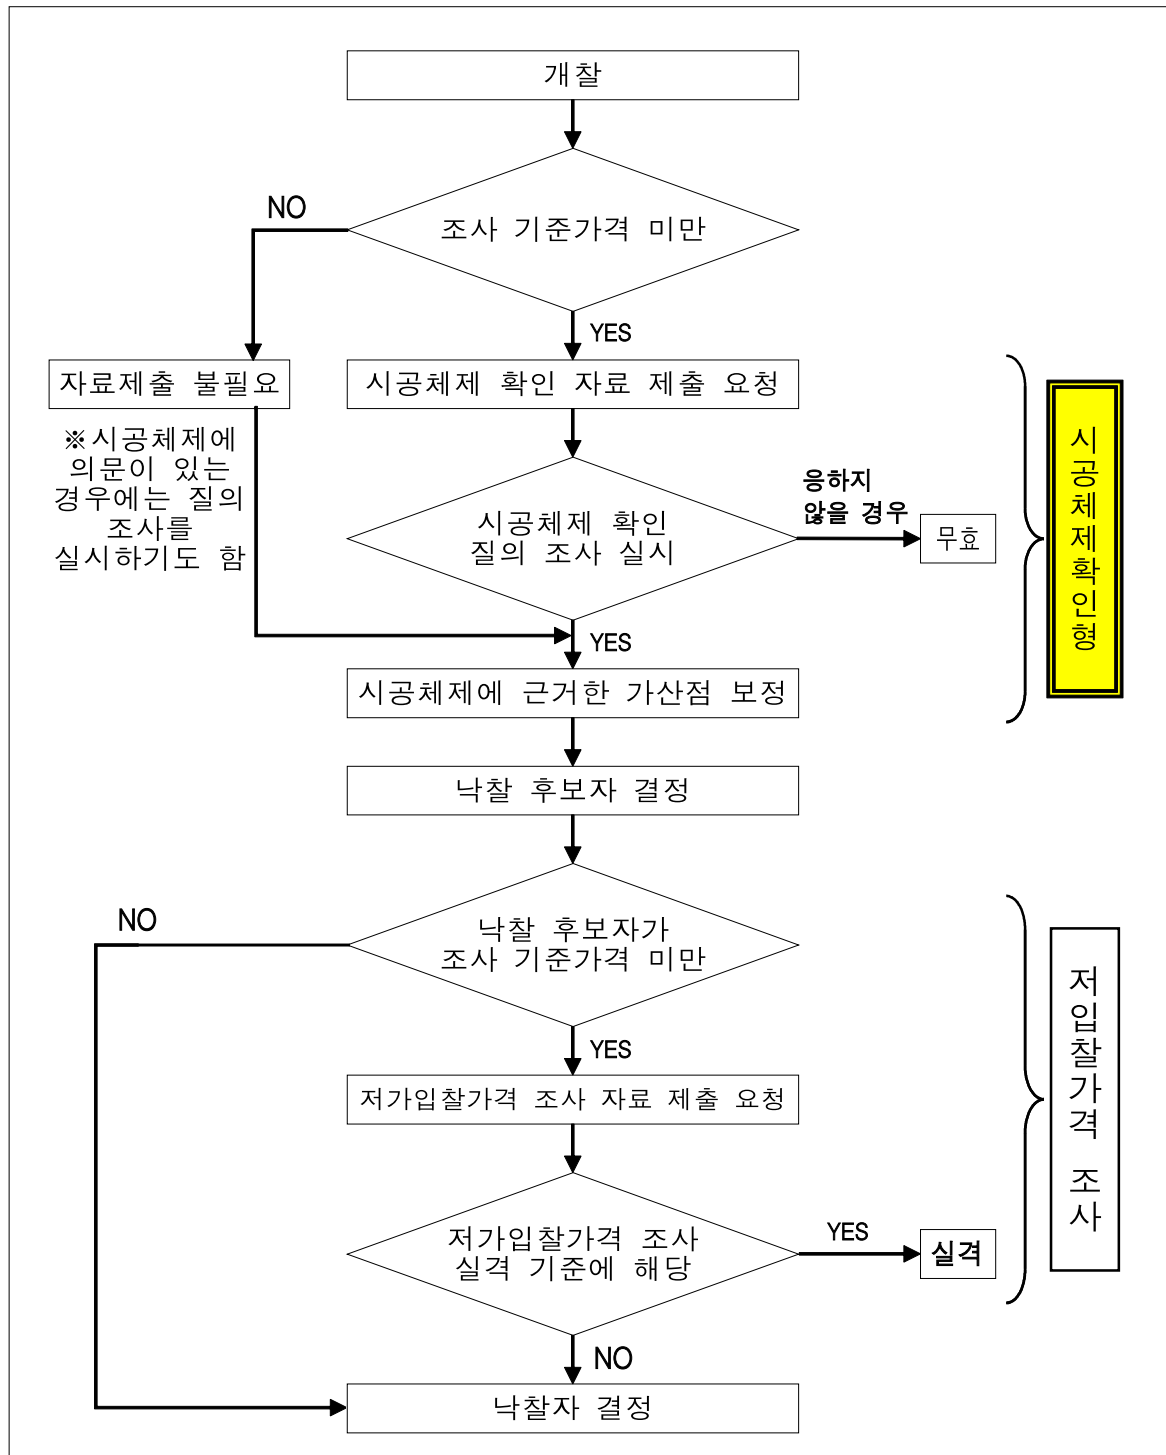 개찰
NO
조사 기준가격 미만
YES
자료제출 불필요
시공체제 확인 자료 제출 요청
※시공체제에
의문이 있는
경우에는 질의
조사를
실시하기도 함
시공체제 확인
질의 조사 실시
응하지
않을 경우
무효
YES
시공체제에 근거한 가산점 보정
시공체제확인형
낙찰 후보자 결정
NO
낙찰 후보자가
조사 기준가격 미만
YES
저가입찰가격 조사 자료 제출 요청
저가입찰가격 조사
실격 기준에 해당
YES
실격
저입찰가격 조사
NO
낙찰자 결정